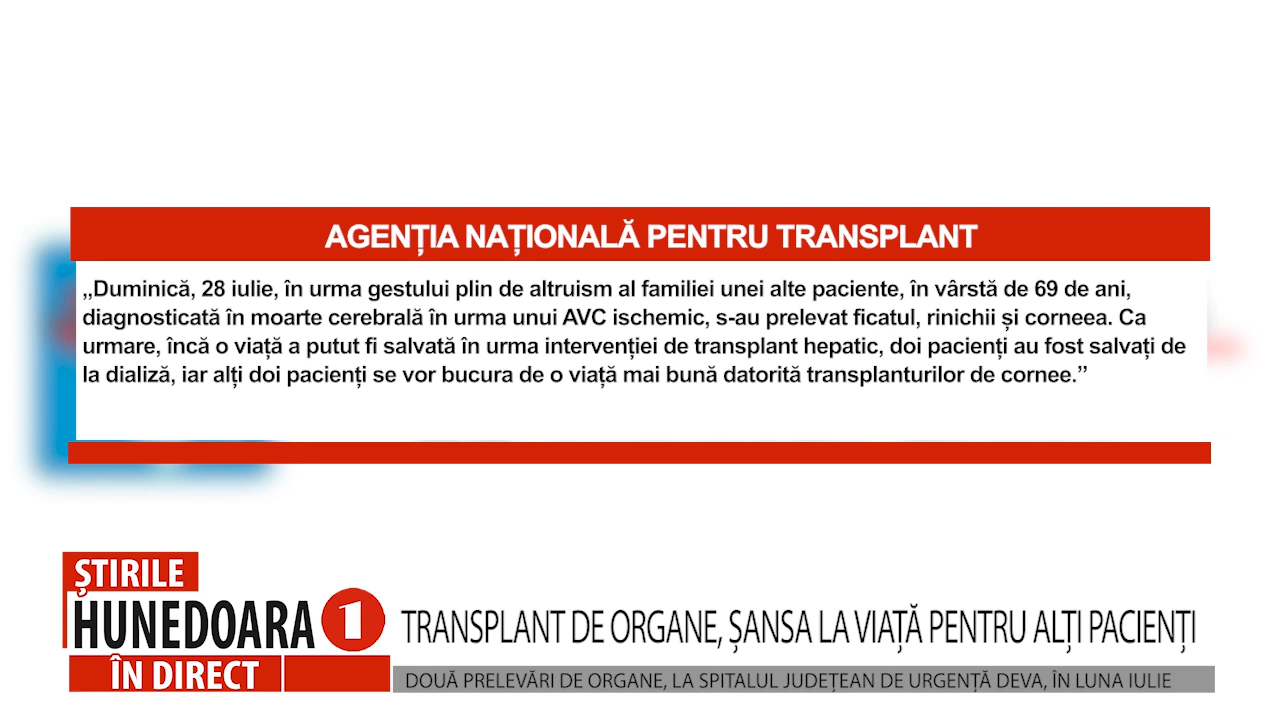 AGENȚIA NAȚIONALĂ PENTRU TRANSPLANT
„Duminică, 28 iulie, în urma gestului plin de altruism al familiei unei alte paciente, în vârstă de 69 de ani,
diagnosticată în moarte cerebrală în urma unui AVC ischemic, s-au prelevat ficatul, rinichii și corneea. Ca
urmare, încă o viață a putut fi salvată în urma intervenției de transplant hepatic, doi pacienți au fost salvați de
la dializă, iar alți doi pacienți se vor bucura de o viață mai bună datorită transplanturilor de cornee.”
ȘTIRILE
HUNEDOARA 1
ÎN DIRECT
TRANSPLANT DE ORGANE, ȘANSA LA VIAȚĂ PENTRU ALȚI PACIENȚI
DOUĂ PRELEVĂRI DE ORGANE, LA SPITALUL JUDEȚEAN DE URGENȚĂ DEVA, ÎN LUNA IULIE